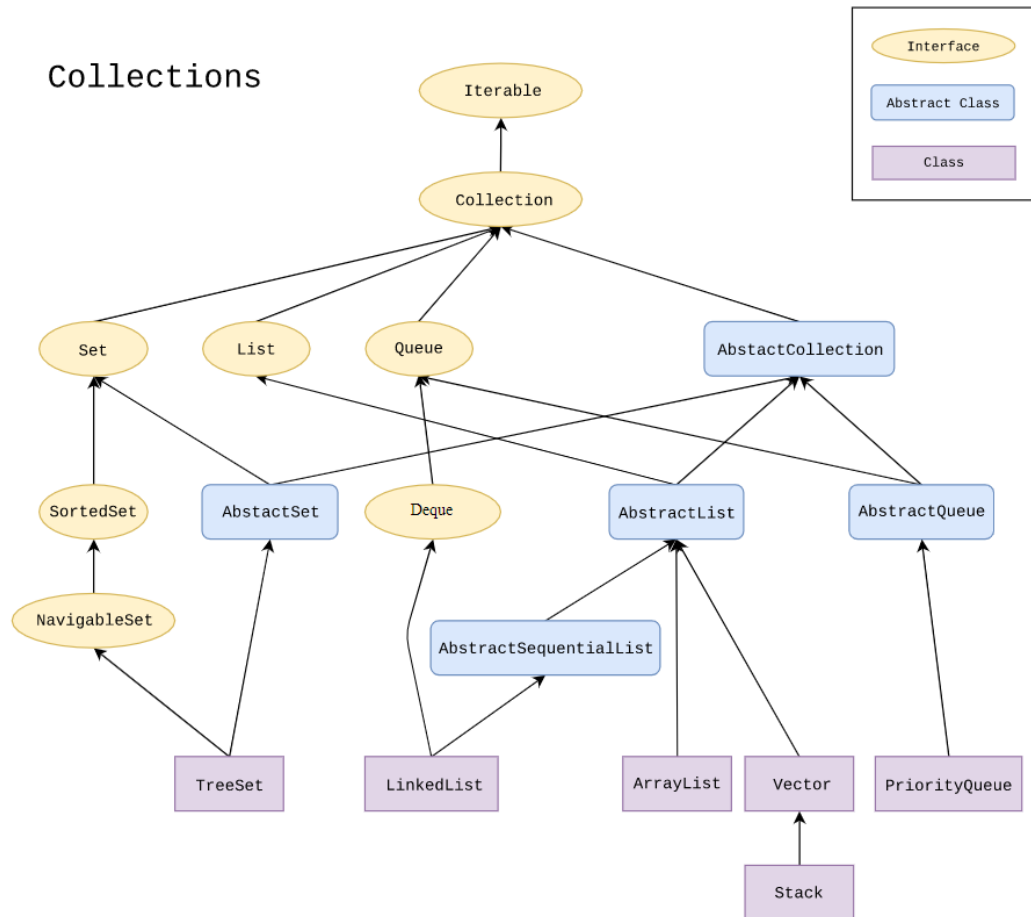 Collections
Interface
Abstract Class
Class
Iterable
Collection
Set
List
Queue
AbstactCollection
SortedSet
AbstactSet
Deque
AbstractList
AbstractQueue
NavigableSet
AbstractSequentialList
TreeSet
LinkedList
ArrayList
Vector
PriorityQueue
Stack